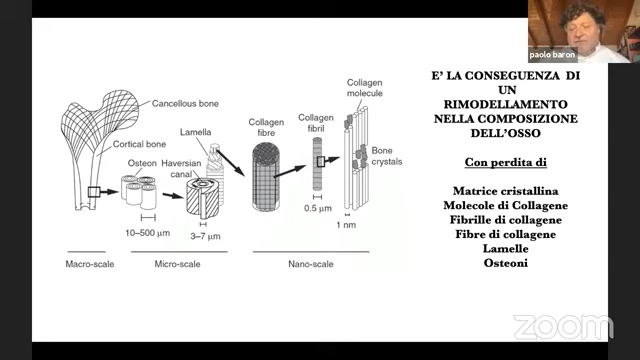 paolo baron
E' LA CONSEGUENZA DI
UN
RIMODELLAMENTO
NELLA COMPOSIZIONE
DELL'OSSO
Con perdita di
Matrice cristallina
Molecole di Collagene
Fibrille di collagene
Fibre di collagene
Lamelle
Osteoni
Cancellous bone
Cortical bone
Osteon
Haversian
canal
Lamella
Collagen
fibre
Collagen
fibril
Collagen
molecule
Bone
crystals
10–500 μm
3–7 μm
0.5 μm
1 nm
Macro-scale
Micro-scale
Nano-scale
zoom